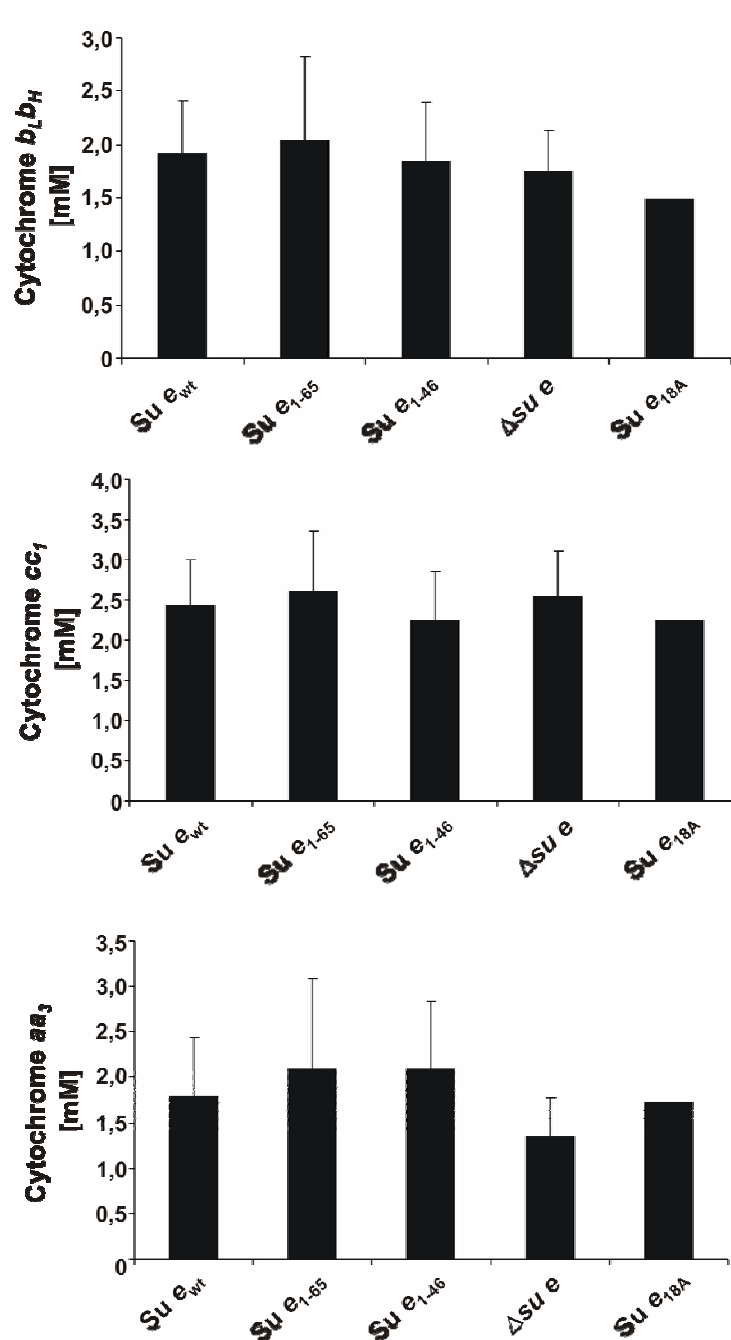 Cytochrome bLbH
[mM]
3,0
2,5
2,0
1,5
1,0
0,5
0
Su ewt
Su e1-65
Su e1-46
Δsu e
Su e18A
Cytochrome cc1
[mM]
4,0
3,5
3,0
2,5
2,0
1,5
1,0
0,5
0
Su ewt
Su e1-65
Su e1-46
Δsu e
Su e18A
Cytochrome aa3
[mM]
3,5
3,0
2,5
2,0
1,5
1,0
0,5
0
Su ewt
Su e1-65
Su e1-46
Δsu e
Su e18A